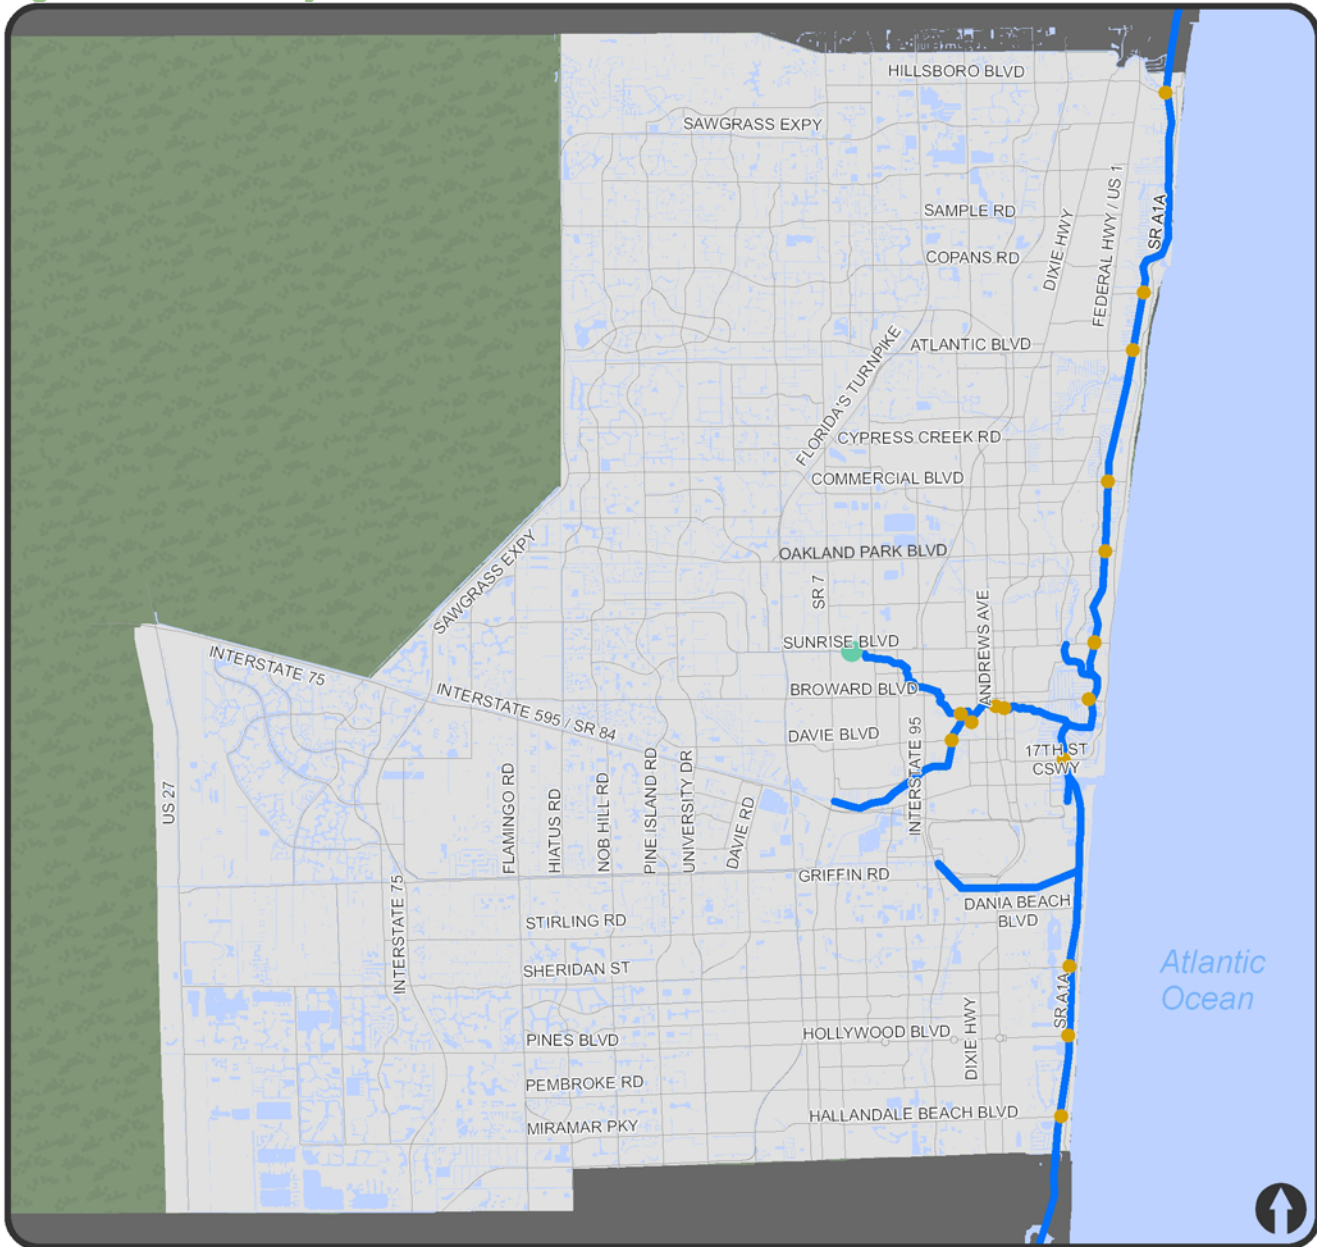 HILLSBORO BLVD
SAWGRASS EXPY
FEDERAL HWY / US 1
SR A1A
SAMPLE RD
DIXIE HWY
COPANS RD
FLORIDA'S TURNPIKE
ATLANTIC BLVD
CYPRESS CREEK RD
COMMERCIAL BLVD
SAWGRASS EXPY
OAKLAND PARK BLVD
SR 7
ANDREWS AVE
SUNRISE BLVD
INTERSTATE 75
INTERSTATE 595 / SR 84
BROWARD BLVD
DAVIE BLVD
INTERSTATE 95
17TH ST
CSWY
US 27
FLAMINGO RD
HIATUS RD
NOB HILL RD
PINE ISLAND RD
UNIVERSITY DR
DAVIE RD
GRIFFIN RD
INTERSTATE 75
DANIA BEACH
BLVD
STIRLING RD
SHERIDAN ST
SR A1A
Atlantic
Ocean
PINES BLVD
HOLLYWOOD BLVD
DIXIE HWY
PEMBROKE RD
HALLANDALE BEACH BLVD
MIRAMAR PKY